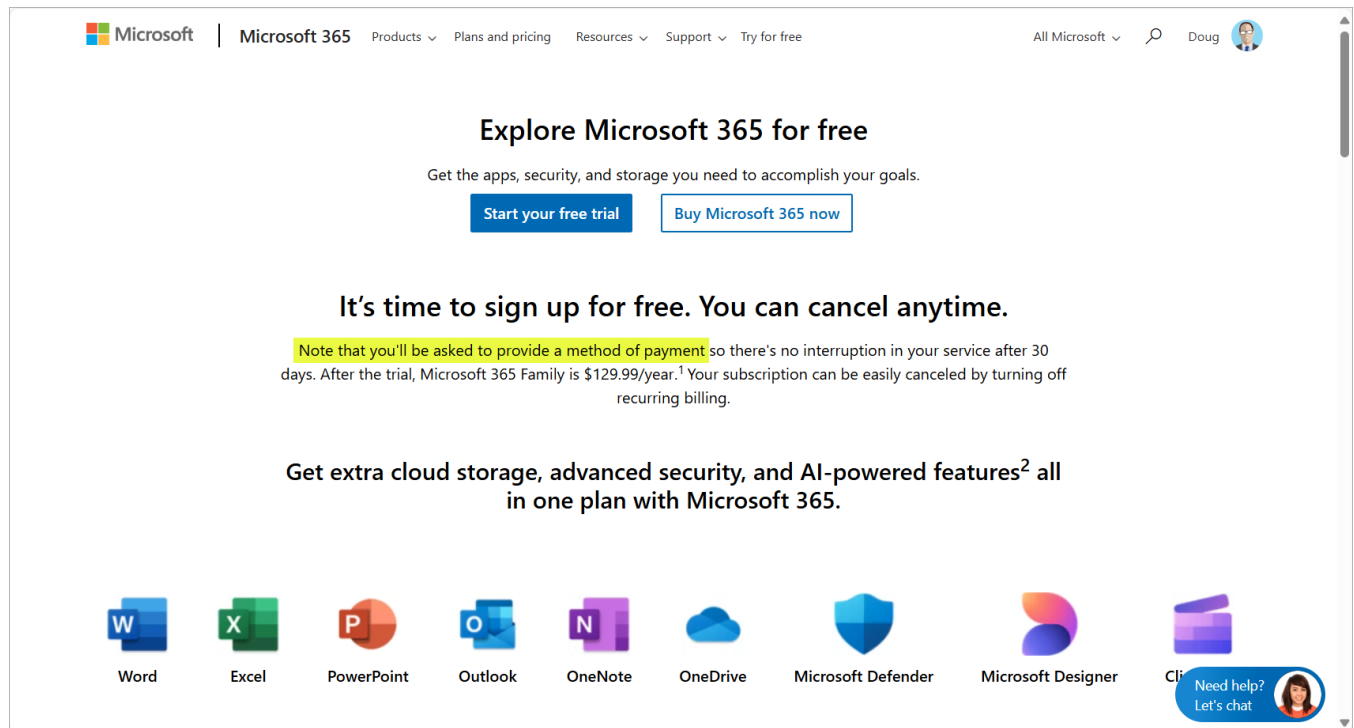 Microsoft
Microsoft 365
Products
Plans and pricing
Resources
Support
Try for free
All Microsoft
Doug
Explore Microsoft 365 for free
Get the apps, security, and storage you need to accomplish your goals.
Start your free trial
Buy Microsoft 365 now
It’s time to sign up for free. You can cancel anytime.
Note that you'll be asked to provide a method of payment so there's no interruption in your service after 30
days. After the trial, Microsoft 365 Family is $129.99/year.1 Your subscription can be easily canceled by turning off
recurring billing.
Get extra cloud storage, advanced security, and AI-powered features2 all
in one plan with Microsoft 365.
W
X
P
O
N
Word
Excel
PowerPoint
Outlook
OneNote
OneDrive
Microsoft Defender
Microsoft Designer
Need help?
Let's chat